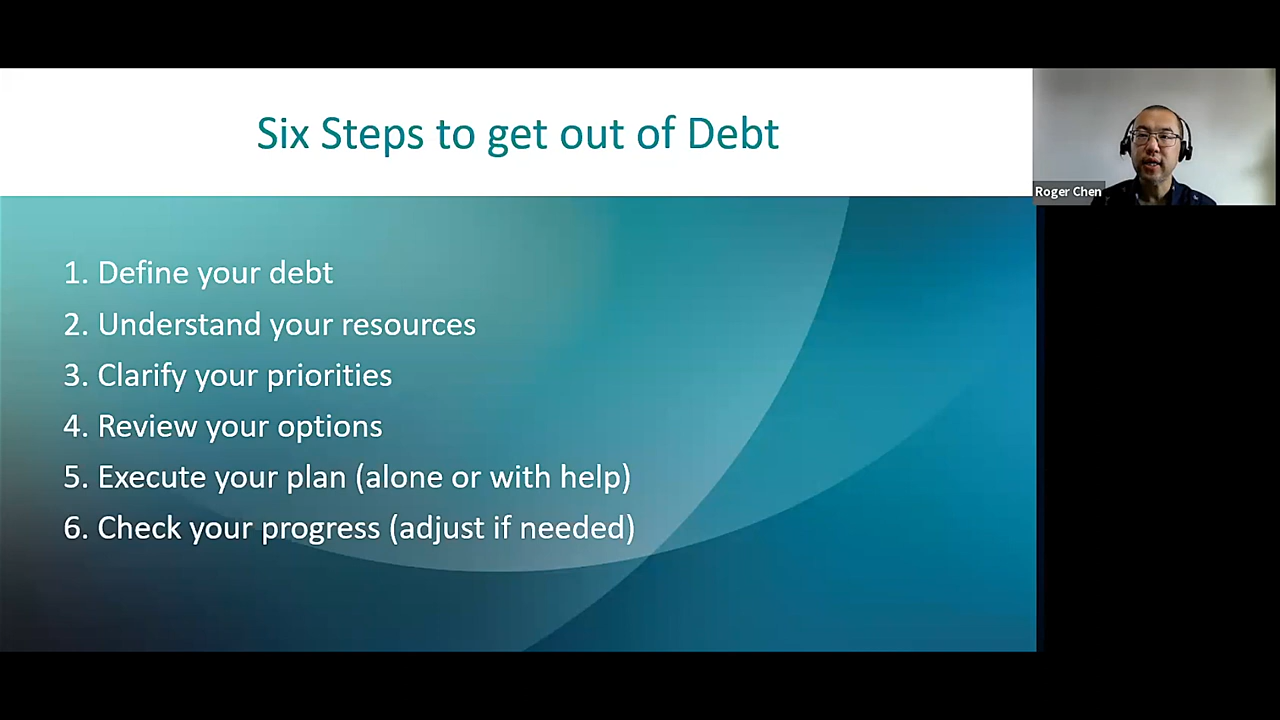 Six Steps to get out of Debt
Roger Chen
1. Define your debt
2. Understand your resources
3. Clarify your priorities
4. Review your options
5. Execute your plan (alone or with help)
6. Check your progress (adjust if needed)